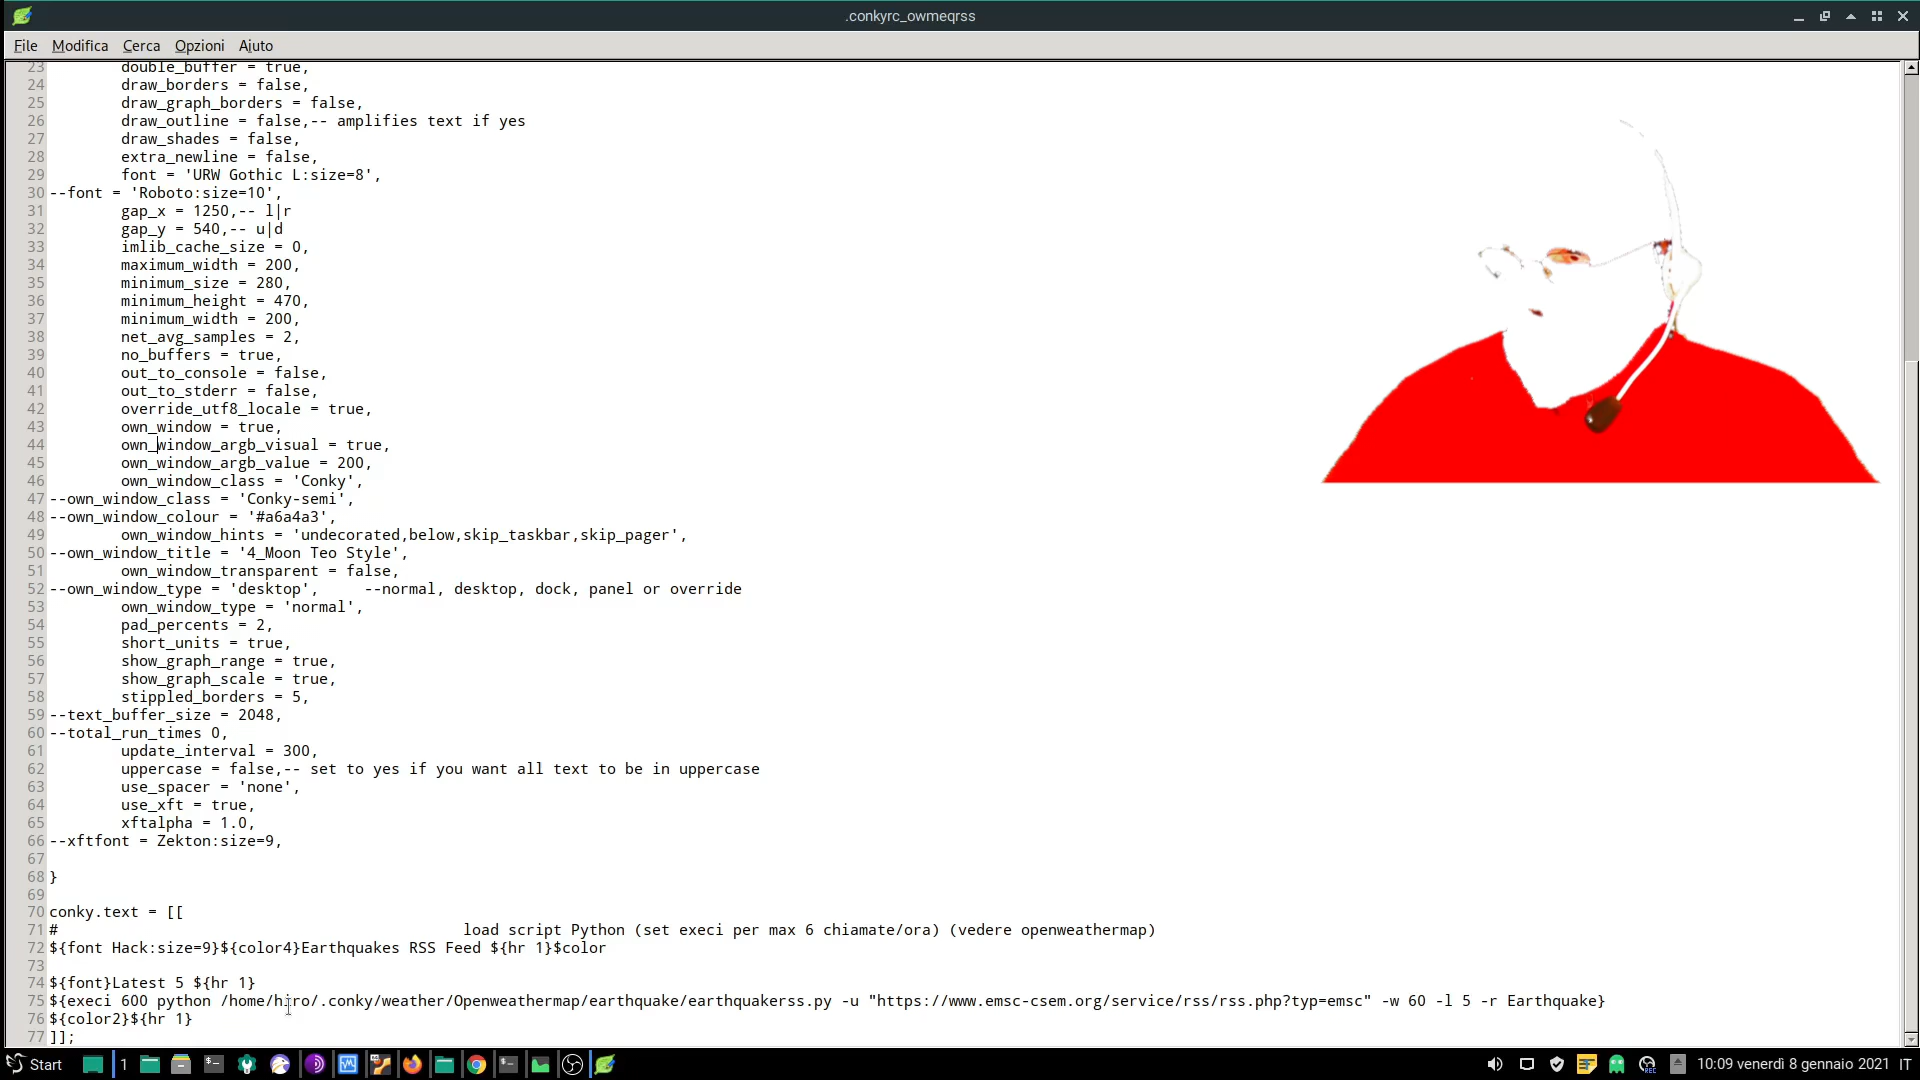 .conkyrc_owmeqrss
File Modifica Cerca Opzioni Aiuto
23 double_buffer = true,
24 draw_borders = false,
25 draw_graph_borders = false,
26 draw_outline = false,-- amplifies text if yes
27 draw_shades = false,
28 extra_newline = false,
29 font = 'URW Gothic L:size=8',
30 --font = 'Roboto:size=10',
31 gap_x = 1250,-- l|r
32 gap_y = 540,-- u|d
33 imlib_cache_size = 0,
34 maximum_width = 200,
35 minimum_size = 280,
36 minimum_height = 470,
37 minimum_width = 200,
38 net_avg_samples = 2,
39 no_buffers = true,
40 out_to_console = false,
41 out_to_stderr = false,
42 override_utf8_locale = true,
43 own_window = true,
44 own_window_argb_visual = true,
45 own_window_argb_value = 200,
46 own_window_class = 'Conky',
47 --own_window_class = 'Conky-semi',
48 --own_window_colour = '#a6a4a3',
49 own_window_hints = 'undecorated,below,skip_taskbar,skip_pager',
50 --own_window_title = '4_Moon Teo Style',
51 own_window_transparent = false,
52 --own_window_type = 'desktop', --normal, desktop, dock, panel or override
53 own_window_type = 'normal',
54 pad_percents = 2,
55 short_units = true,
56 show_graph_range = true,
57 show_graph_scale = true,
58 stippled_borders = 5,
59 --text_buffer_size = 2048,
60 --total_run_times 0,
61 update_interval = 300,
62 uppercase = false,-- set to yes if you want all text to be in uppercase
63 use_spacer = 'none',
64 use_xft = true,
65 xftalpha = 1.0,
66 --xftfont = Zekton:size=9,
67
68 }
69
70 conky.text = [[
71 # load script Python (set execi per max 6 chiamate/ora) (vedere openweathermap)
72 ${font Hack:size=9}${color4}Earthquakes RSS Feed ${hr 1}$color
73
74 ${font}Latest 5 ${hr 1}
75 ${execi 600 python /home/hiro/.conky/weather/Openweathermap/earthquake/earthquakerss.py -u "https://www.emsc-csem.org/service/rss/rss.php?typ=emsc" -w 60 -l 5 -r Earthquake}
76 ${color2}${hr 1}
77 ]];
Start 1 10:09 venerdì 8 gennaio 2021 IT